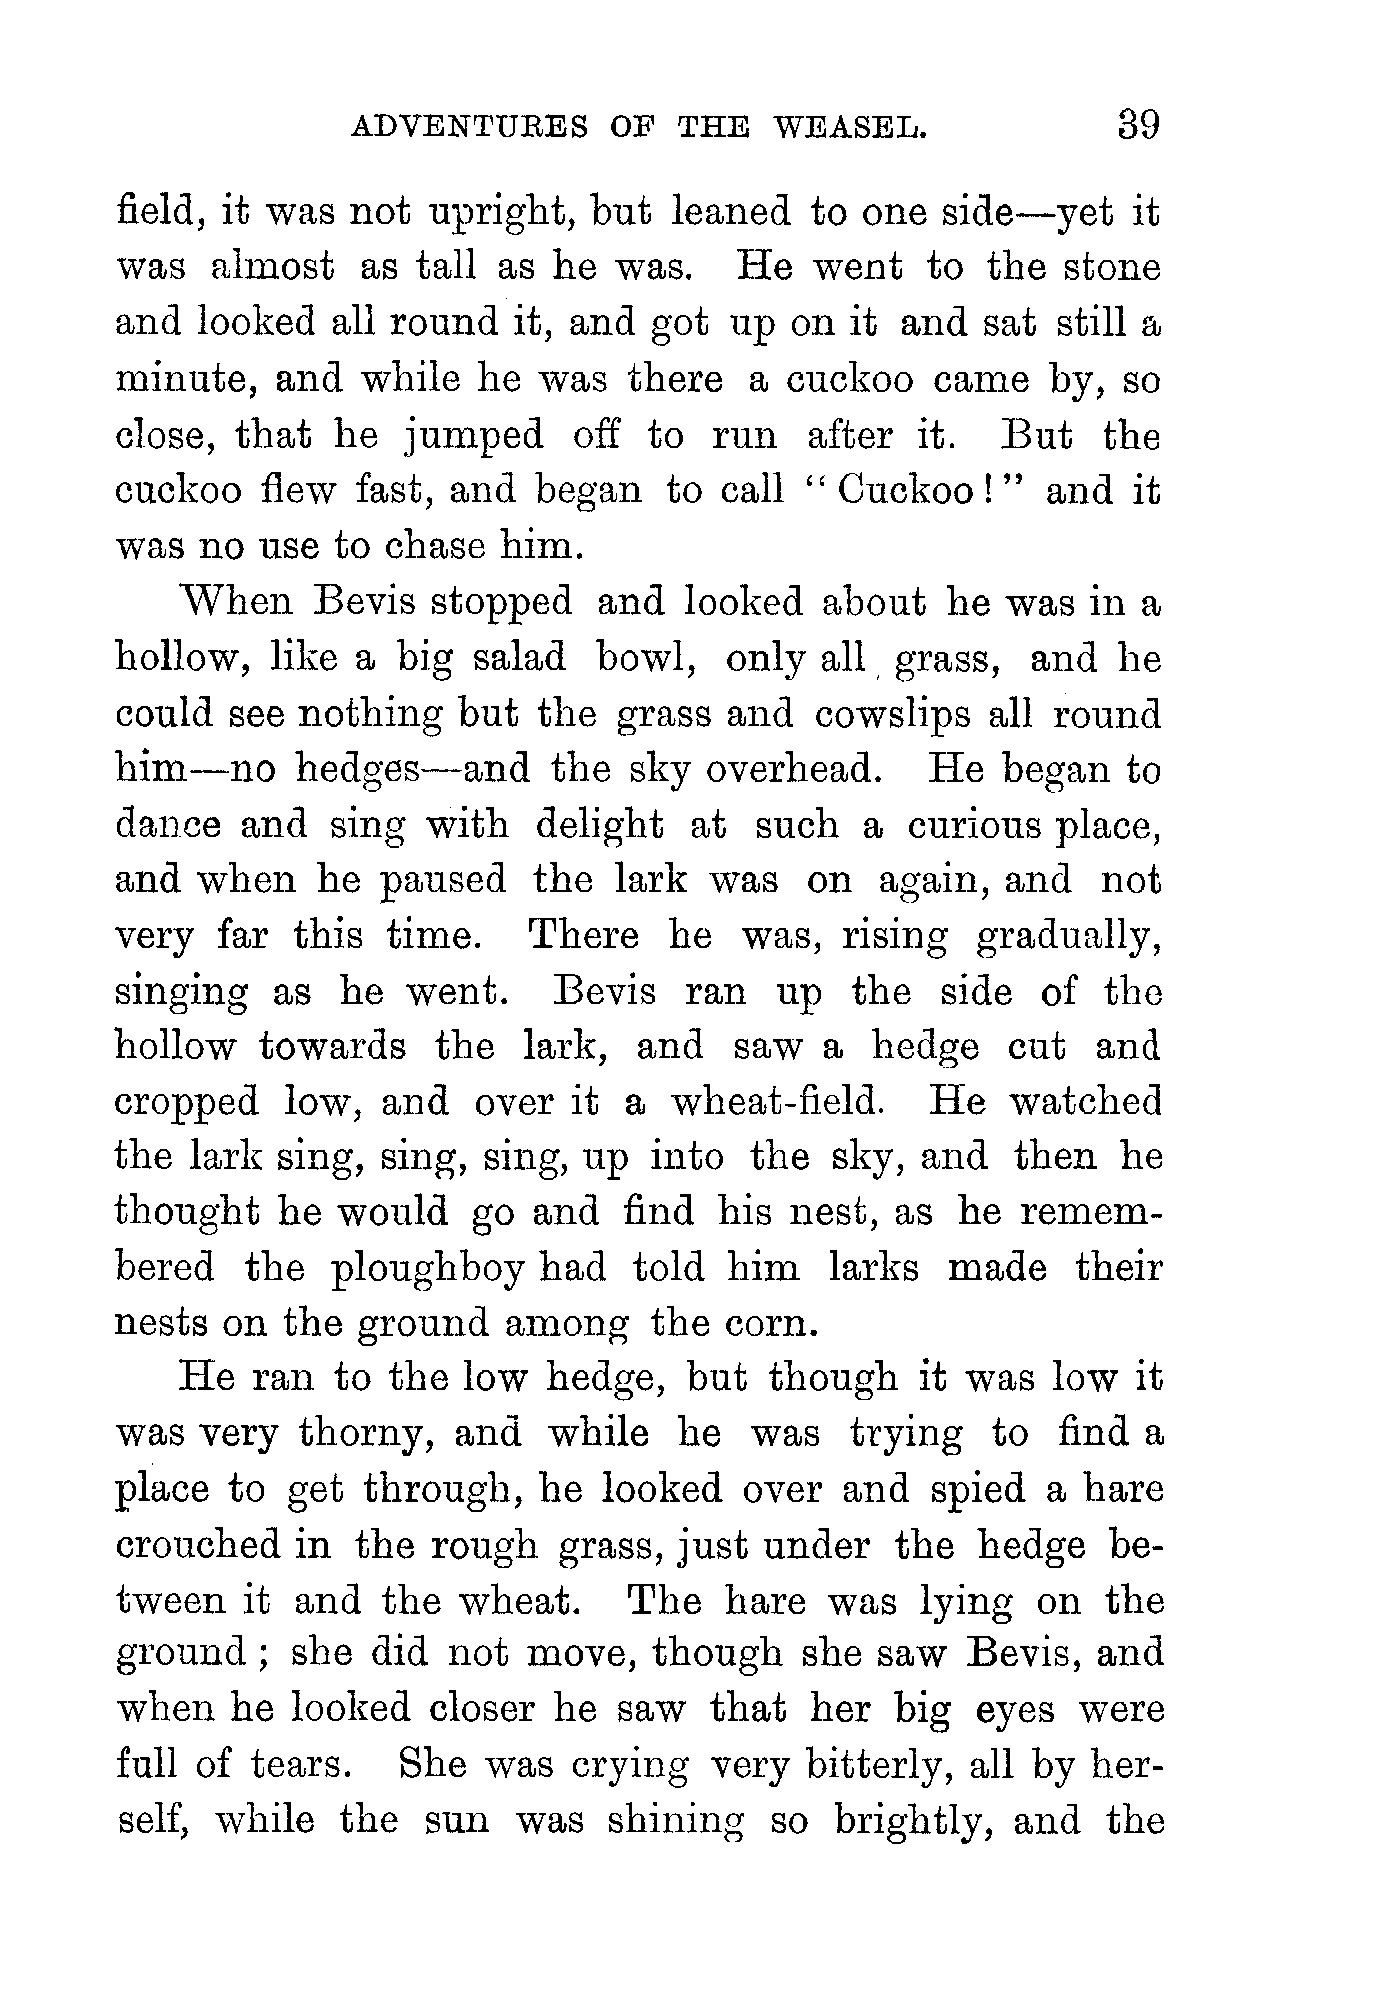 ADVENTURES OF THE WEASEL. 39
field, it was not upright, but leaned to one side—yet it
was almost as tall as he was. He went to the stone
and looked all round it, and got up on it and sat still a
minute, and while he was there a cuckoo came by, so
close, that he jumped off to run after it. But the
cuckoo flew fast, and began to call “Cuckoo!” and it
was no use to chase him.
When Bevis stopped and looked about he was in a
hollow, like a big salad bowl, only all grass, and he
could see nothing but the grass and cowslips all round
him—no hedges—and the sky overhead. He began to
dance and sing with delight at such a curious place,
and when he paused the lark was on again, and not
very far this time. There he was, rising gradually,
singing as he went. Bevis ran up the side of the
hollow towards the lark, and saw a hedge cut and
cropped low, and over it a wheat-field. He watched
the lark sing, sing, sing, up into the sky, and then he
thought he would go and find his nest, as he remem-
bered the ploughboy had told him larks made their
nests on the ground among the corn.
He ran to the low hedge, but though it was low it
was very thorny, and while he was trying to find a
place to get through, he looked over and spied a hare
crouched in the rough grass, just under the hedge be-
tween it and the wheat. The hare was lying on the
ground ; she did not move, though she saw Bevis, and
when he looked closer he saw that her big eyes were
full of tears. She was crying very bitterly, all by her-
self, while the sun was shining so brightly, and the